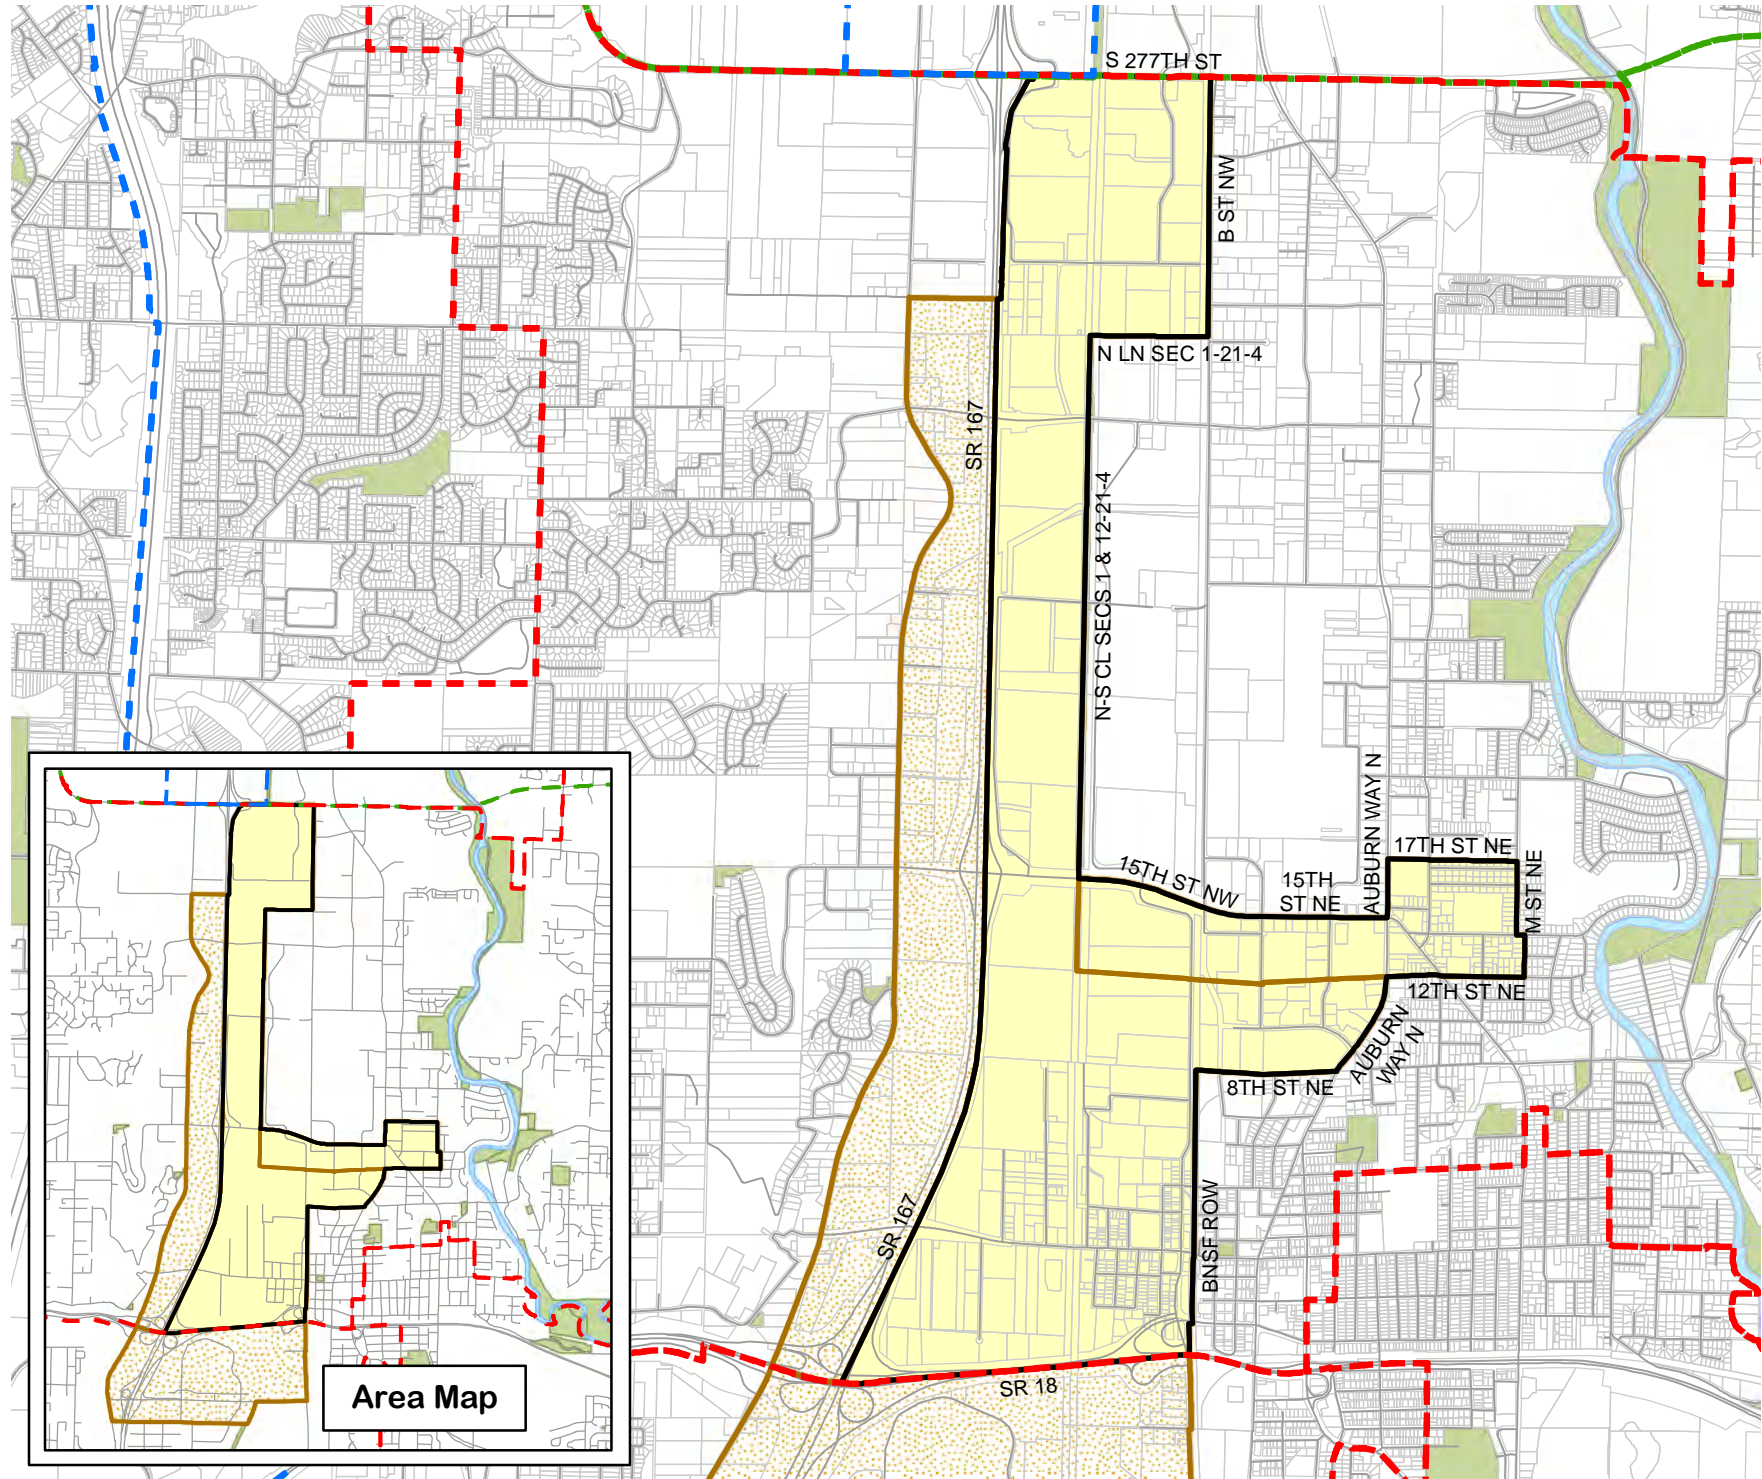 S 277TH ST
B ST NW
N LN SEC 1-21-4
SR 167
N-S CL SECS 1 & 12-21-4
AUBURN WAY N
17TH ST NE
M ST NE
15TH ST NW
15TH
ST NE
12TH ST NE
AUBURN
WAY N
8TH ST NE
BNSF ROW
SR 167
SR 18
Area Map